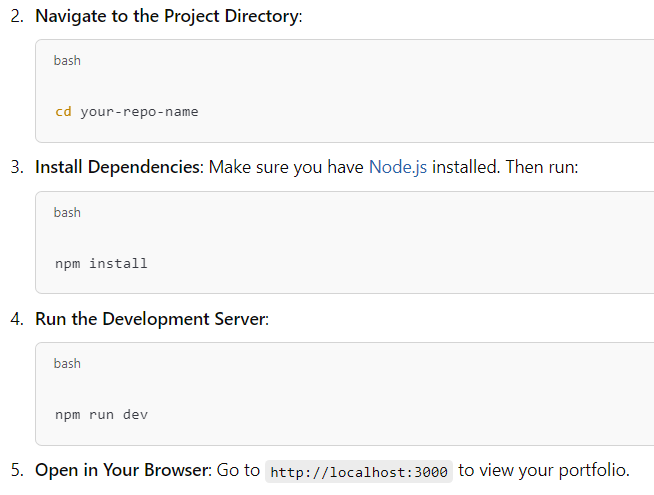 2. Navigate to the Project Directory:
bash
cd your-repo-name
3. Install Dependencies: Make sure you have Node.js installed. Then run:
bash
npm install
4. Run the Development Server:
bash
npm run dev
5. Open in Your Browser: Go to http://localhost:3000 to view your portfolio.